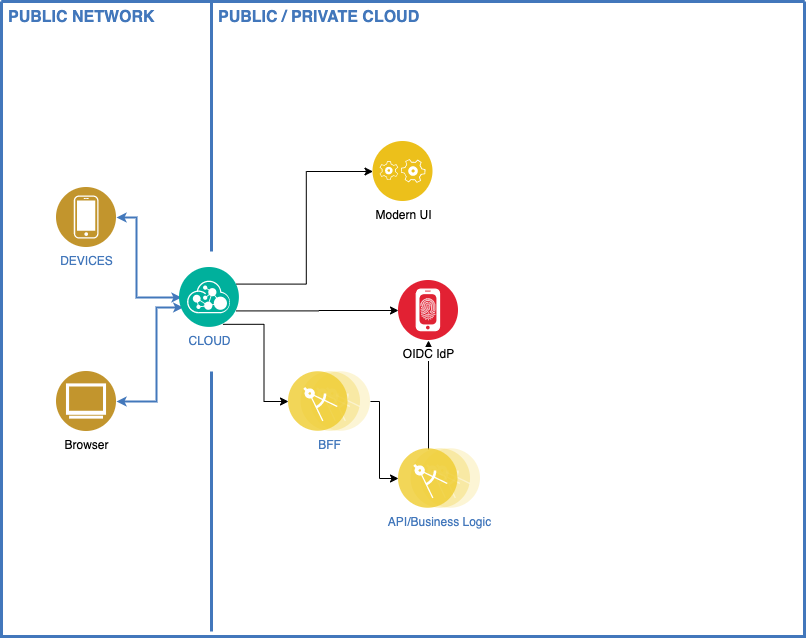 PUBLIC NETWORK
PUBLIC / PRIVATE CLOUD
Modern UI
DEVICES
CLOUD
OIDC IdP
Browser
BFF
API/Business Logic